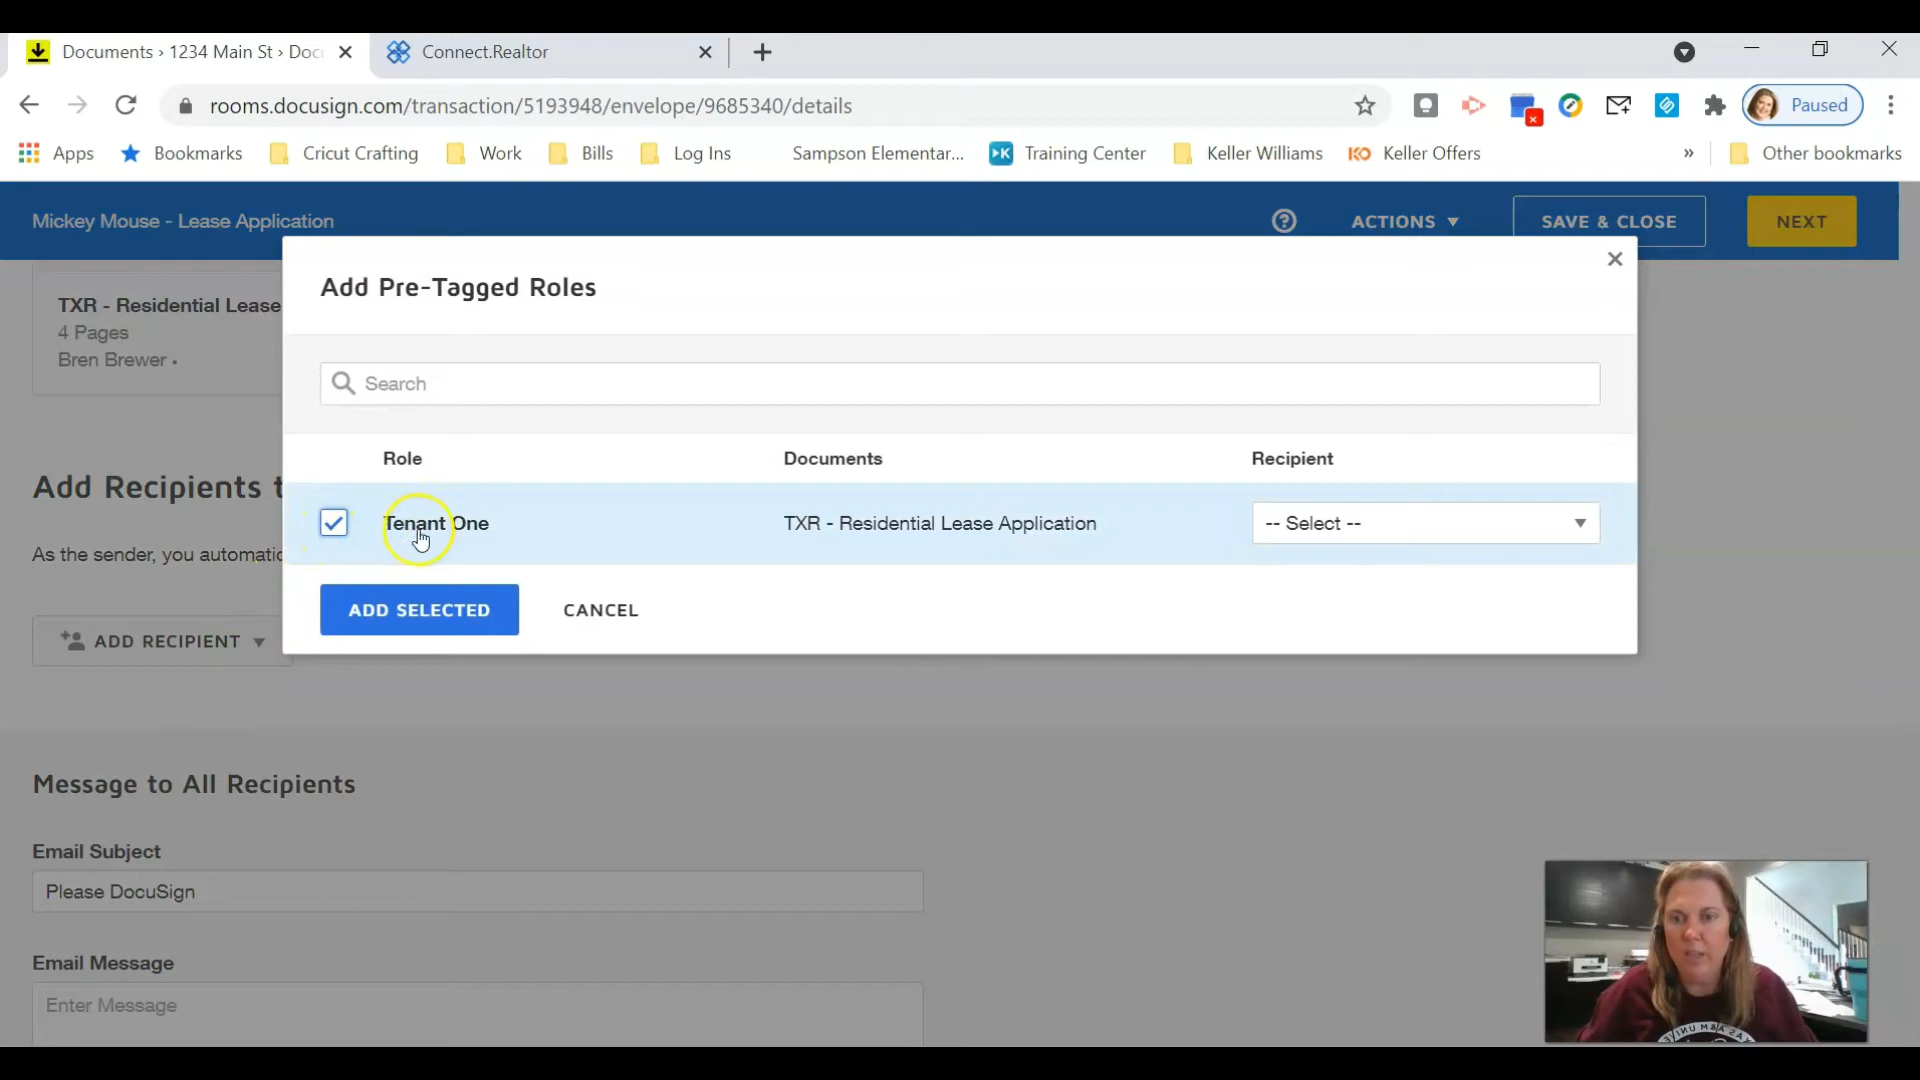 Documents › 1234 Main St › Doc
Connect.Realtor
rooms.docusign.com/transaction/5193948/envelope/9685340/details
Paused
Apps
Bookmarks
Cricut Crafting
Work
Bills
Log Ins
Sampson Elementar...
Training Center
Keller Williams
KO Keller Offers
»
Other bookmarks
Mickey Mouse - Lease Application
ACTIONS
SAVE & CLOSE
NEXT
TXR - Residential Lease
4 Pages
Bren Brewer •
Add Pre-Tagged Roles
Search
Role
Documents
Recipient
Tenant One
TXR - Residential Lease Application
-- Select --
ADD SELECTED
CANCEL
Add Recipients t
As the sender, you automatic
ADD RECIPIENT
Message to All Recipients
Email Subject
Please DocuSign
Email Message
Enter Message